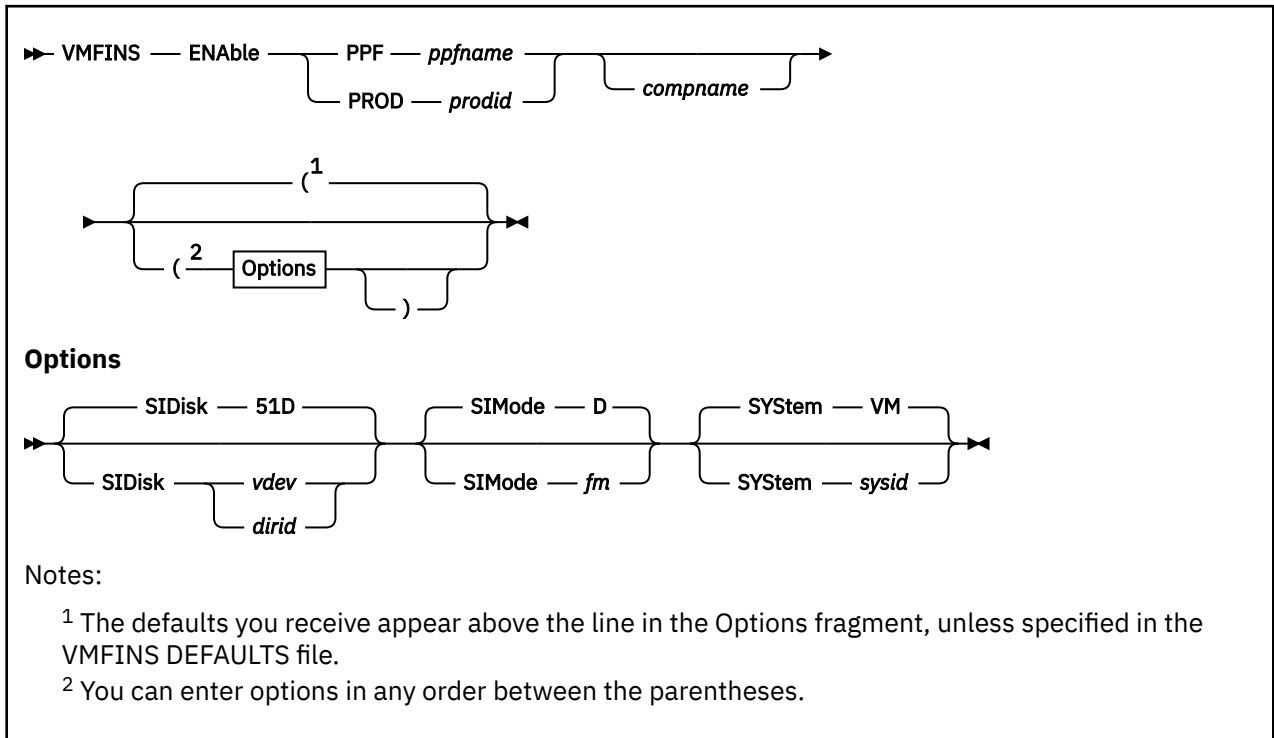 VMFINS ENAble PPF ppfname
PROD prodid
compname
( 1
( 2 Options
)
Options
SIDisk 51D SIMode D SYStem VM
SIDisk vdev SIMode fm SYStem sysid
dirid
Notes:
1 The defaults you receive appear above the line in the Options fragment, unless specified in the
VMFINS DEFAULTS file.
2 You can enter options in any order between the parentheses.